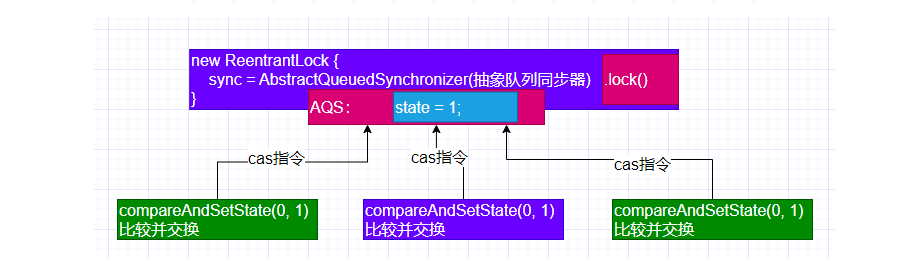 new ReentrantLock {
sync = AbstractQueuedSynchronizer(抽象队列同步器) .lock()
}
AQS： state = 1;
cas指令 cas指令 cas指令
compareAndSetState(0, 1) compareAndSetState(0, 1) compareAndSetState(0, 1)
比较并交换 比较并交换 比较并交换